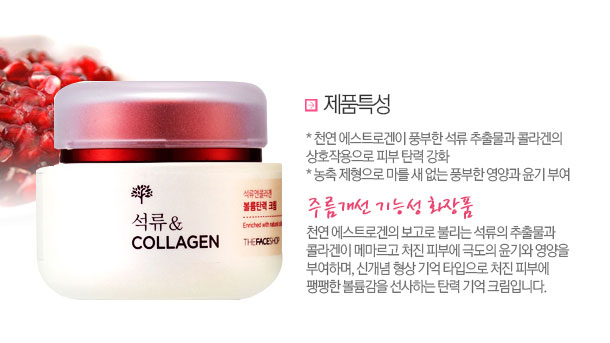 제품특성
* 천연 에스트로겐이 풍부한 석류 추출물과 콜라겐의
상호작용으로 피부 탄력 강화
* 농축 제형으로 마를 새 없는 풍부한 영양과 윤기 부여
주름개선 기능성 화장품
천연 에스트로겐의 보고로 불리는 석류의 추출물과
콜라겐이 메마르고 처진 피부에 극도의 윤기와 영양을
부여하며, 신개념 형상 기억 타입으로 처진 피부에
팽팽한 볼륨감을 선사하는 탄력 기억 크림입니다.
석류&
COLLAGEN
석류앤콜라겐
볼륨탄력 크림
Enriched with natural
THEFACESHOP